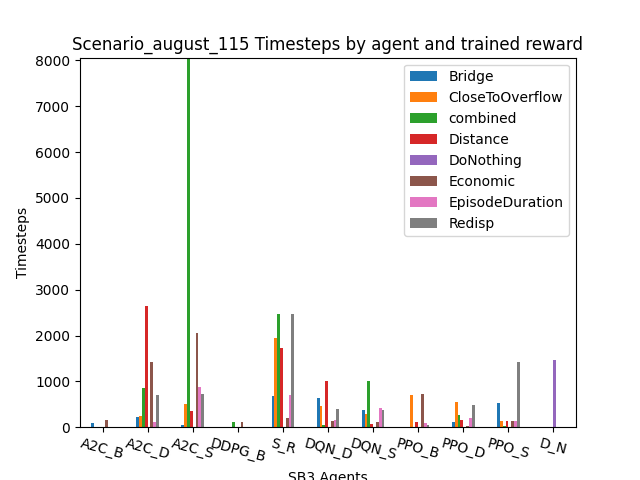 Scenario_august_115 Timesteps by agent and trained reward
8000
7000
6000
5000
4000
3000
2000
1000
0
Timesteps
Bridge
CloseToOverflow
combined
Distance
DoNothing
Economic
EpisodeDuration
Redisp
A2C_B
A2C_D
A2C_S
DDPG_B
S_R
DQN_D
DQN_S
PPO_B
PPO_D
PPO_S
D_N
SB3 Agents